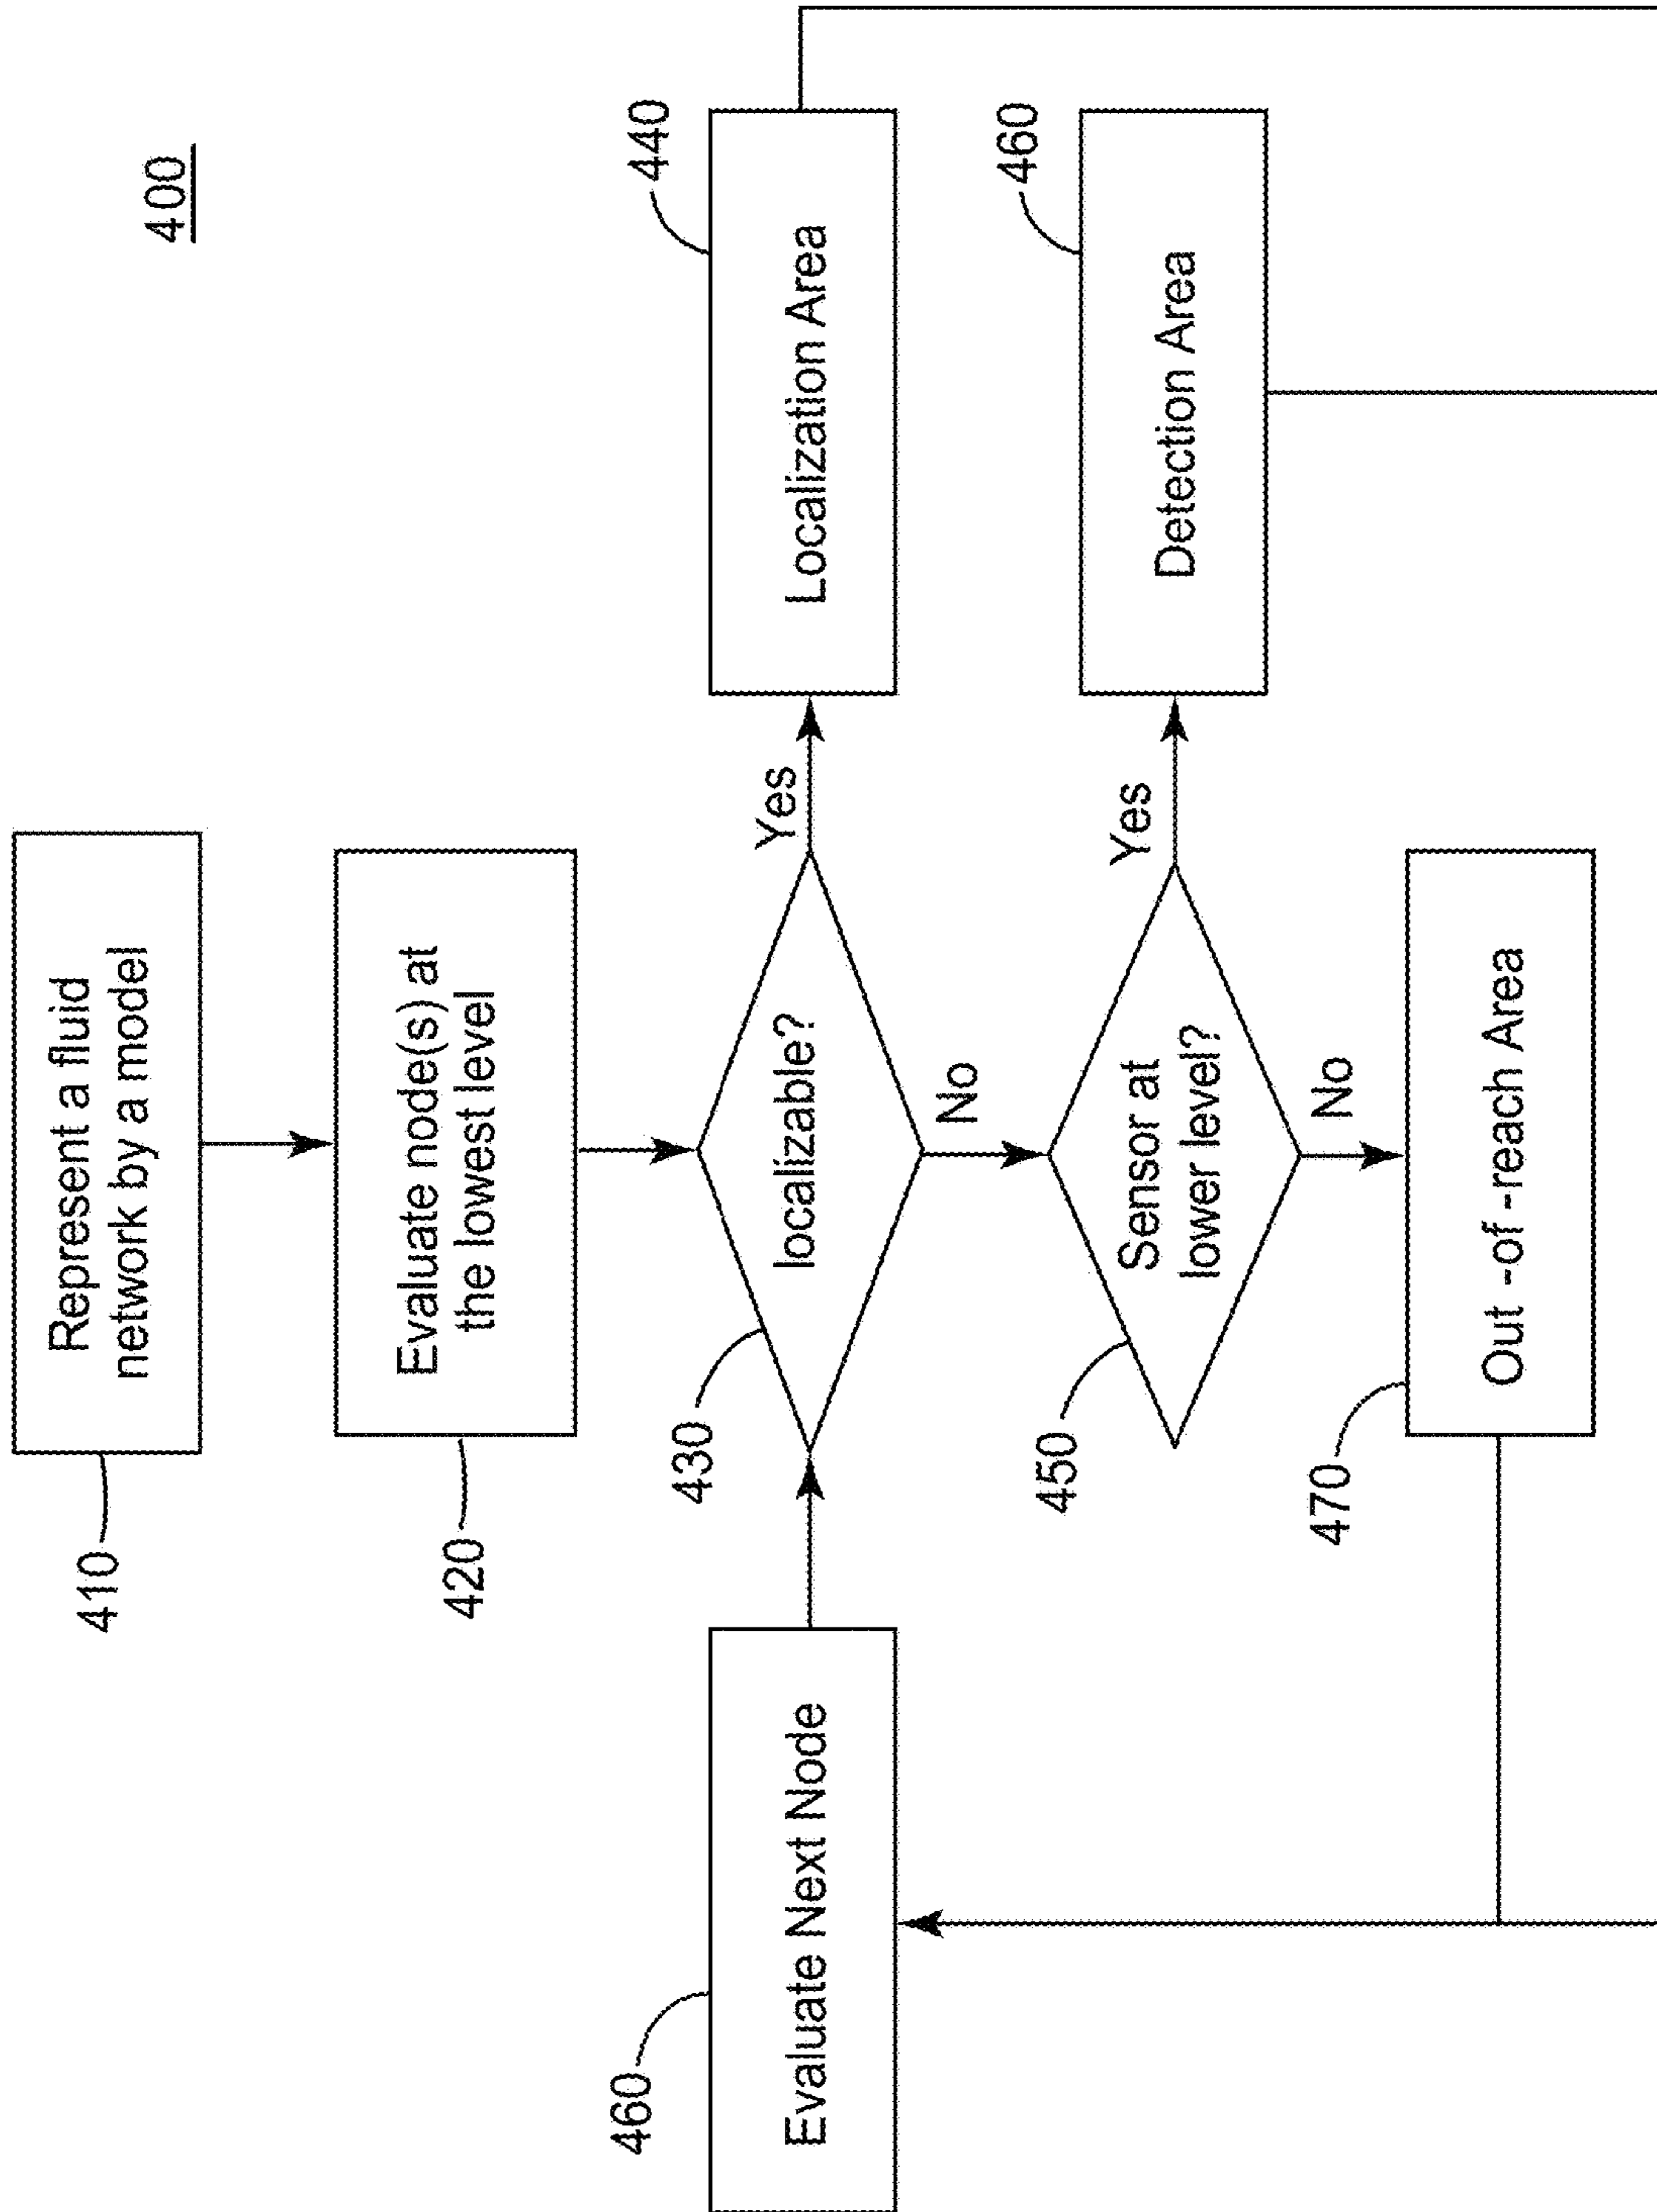 400
410
Represent a fluid
network by a model
420
Evaluate node(s) at
the lowest level
460
Evaluate Next Node
430
localizable?
Yes
440
Localization Area
No
450
Sensor at
lower level?
Yes
460
Detection Area
No
470
Out -of -reach Area